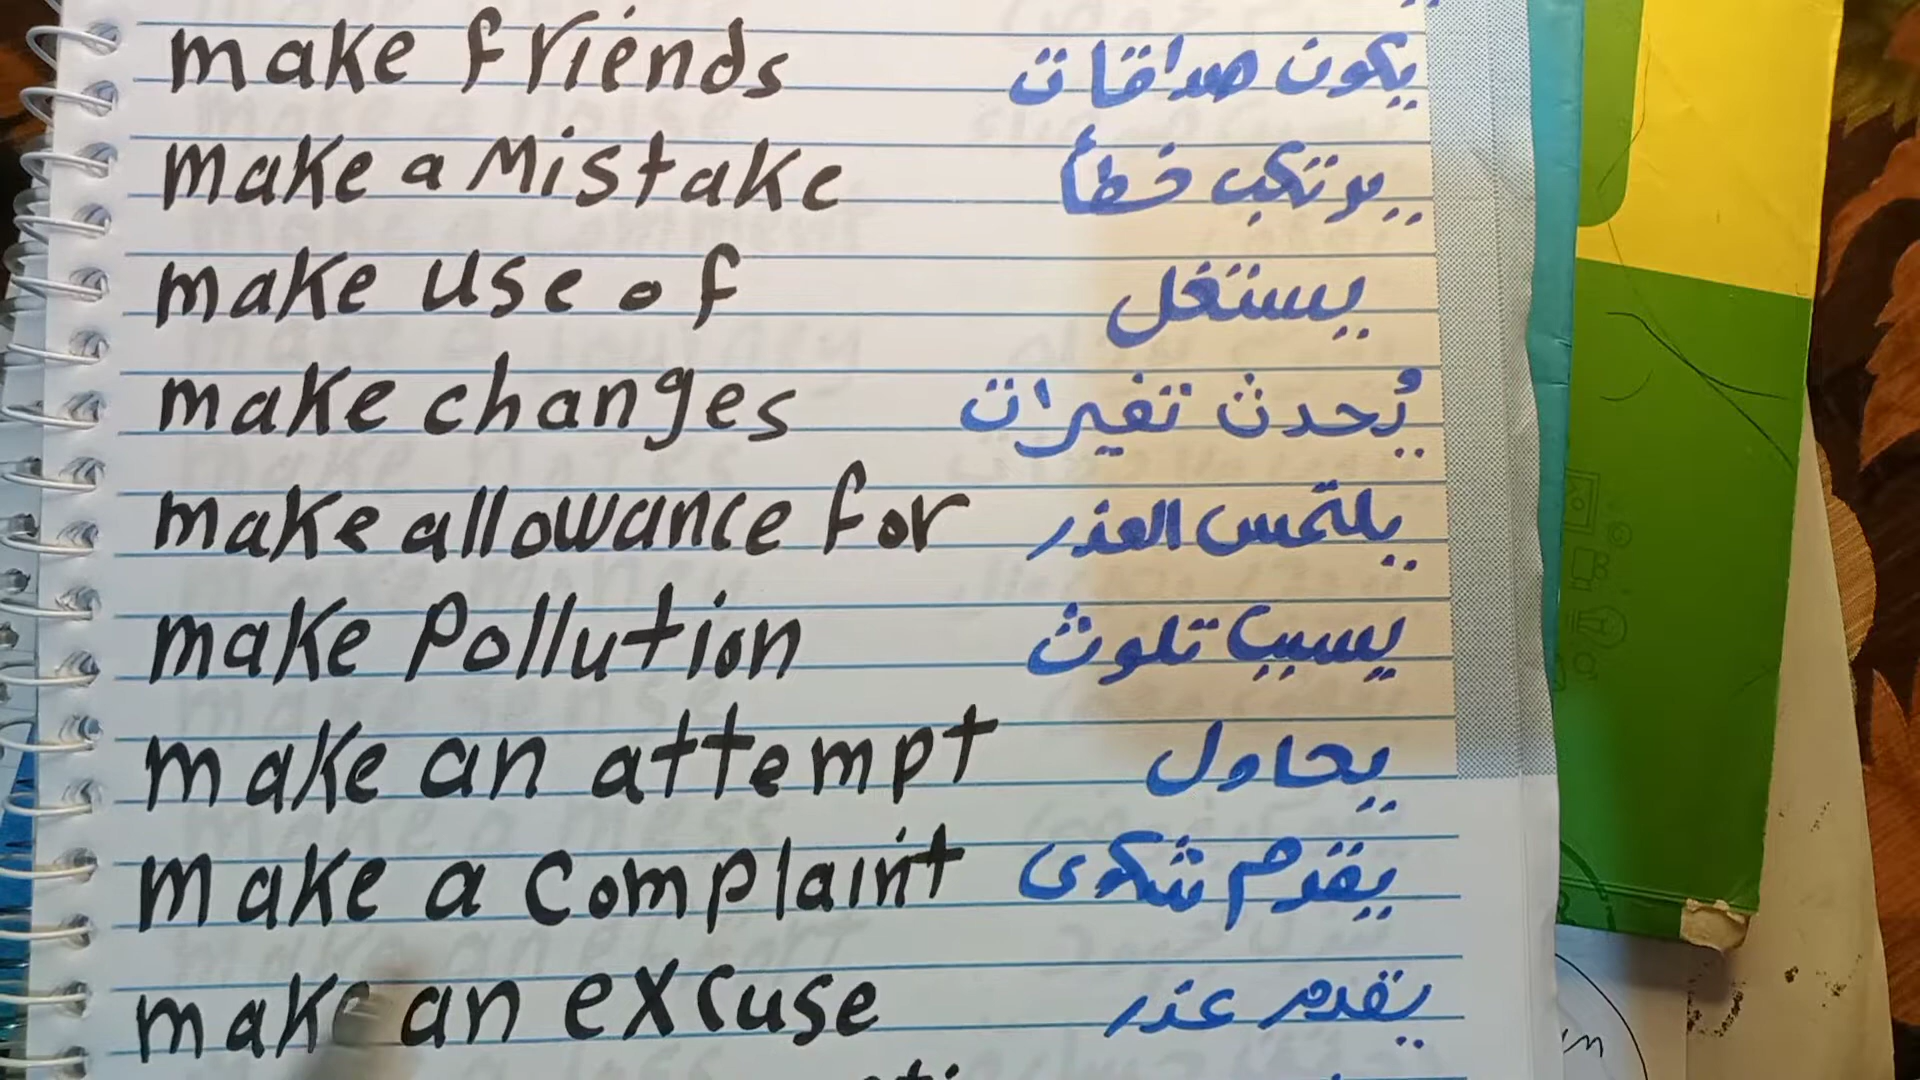 make friends يكون صداقات
make a Mistake يرتكب خطأ
make use of يستغل
make changes يُحدث تغيرات
make allowance for يلتمس العذر
make Pollution يسبب تلوث
make an attempt يحاول
make a complaint يقدم شكوى
make an excuse يقدم عذر